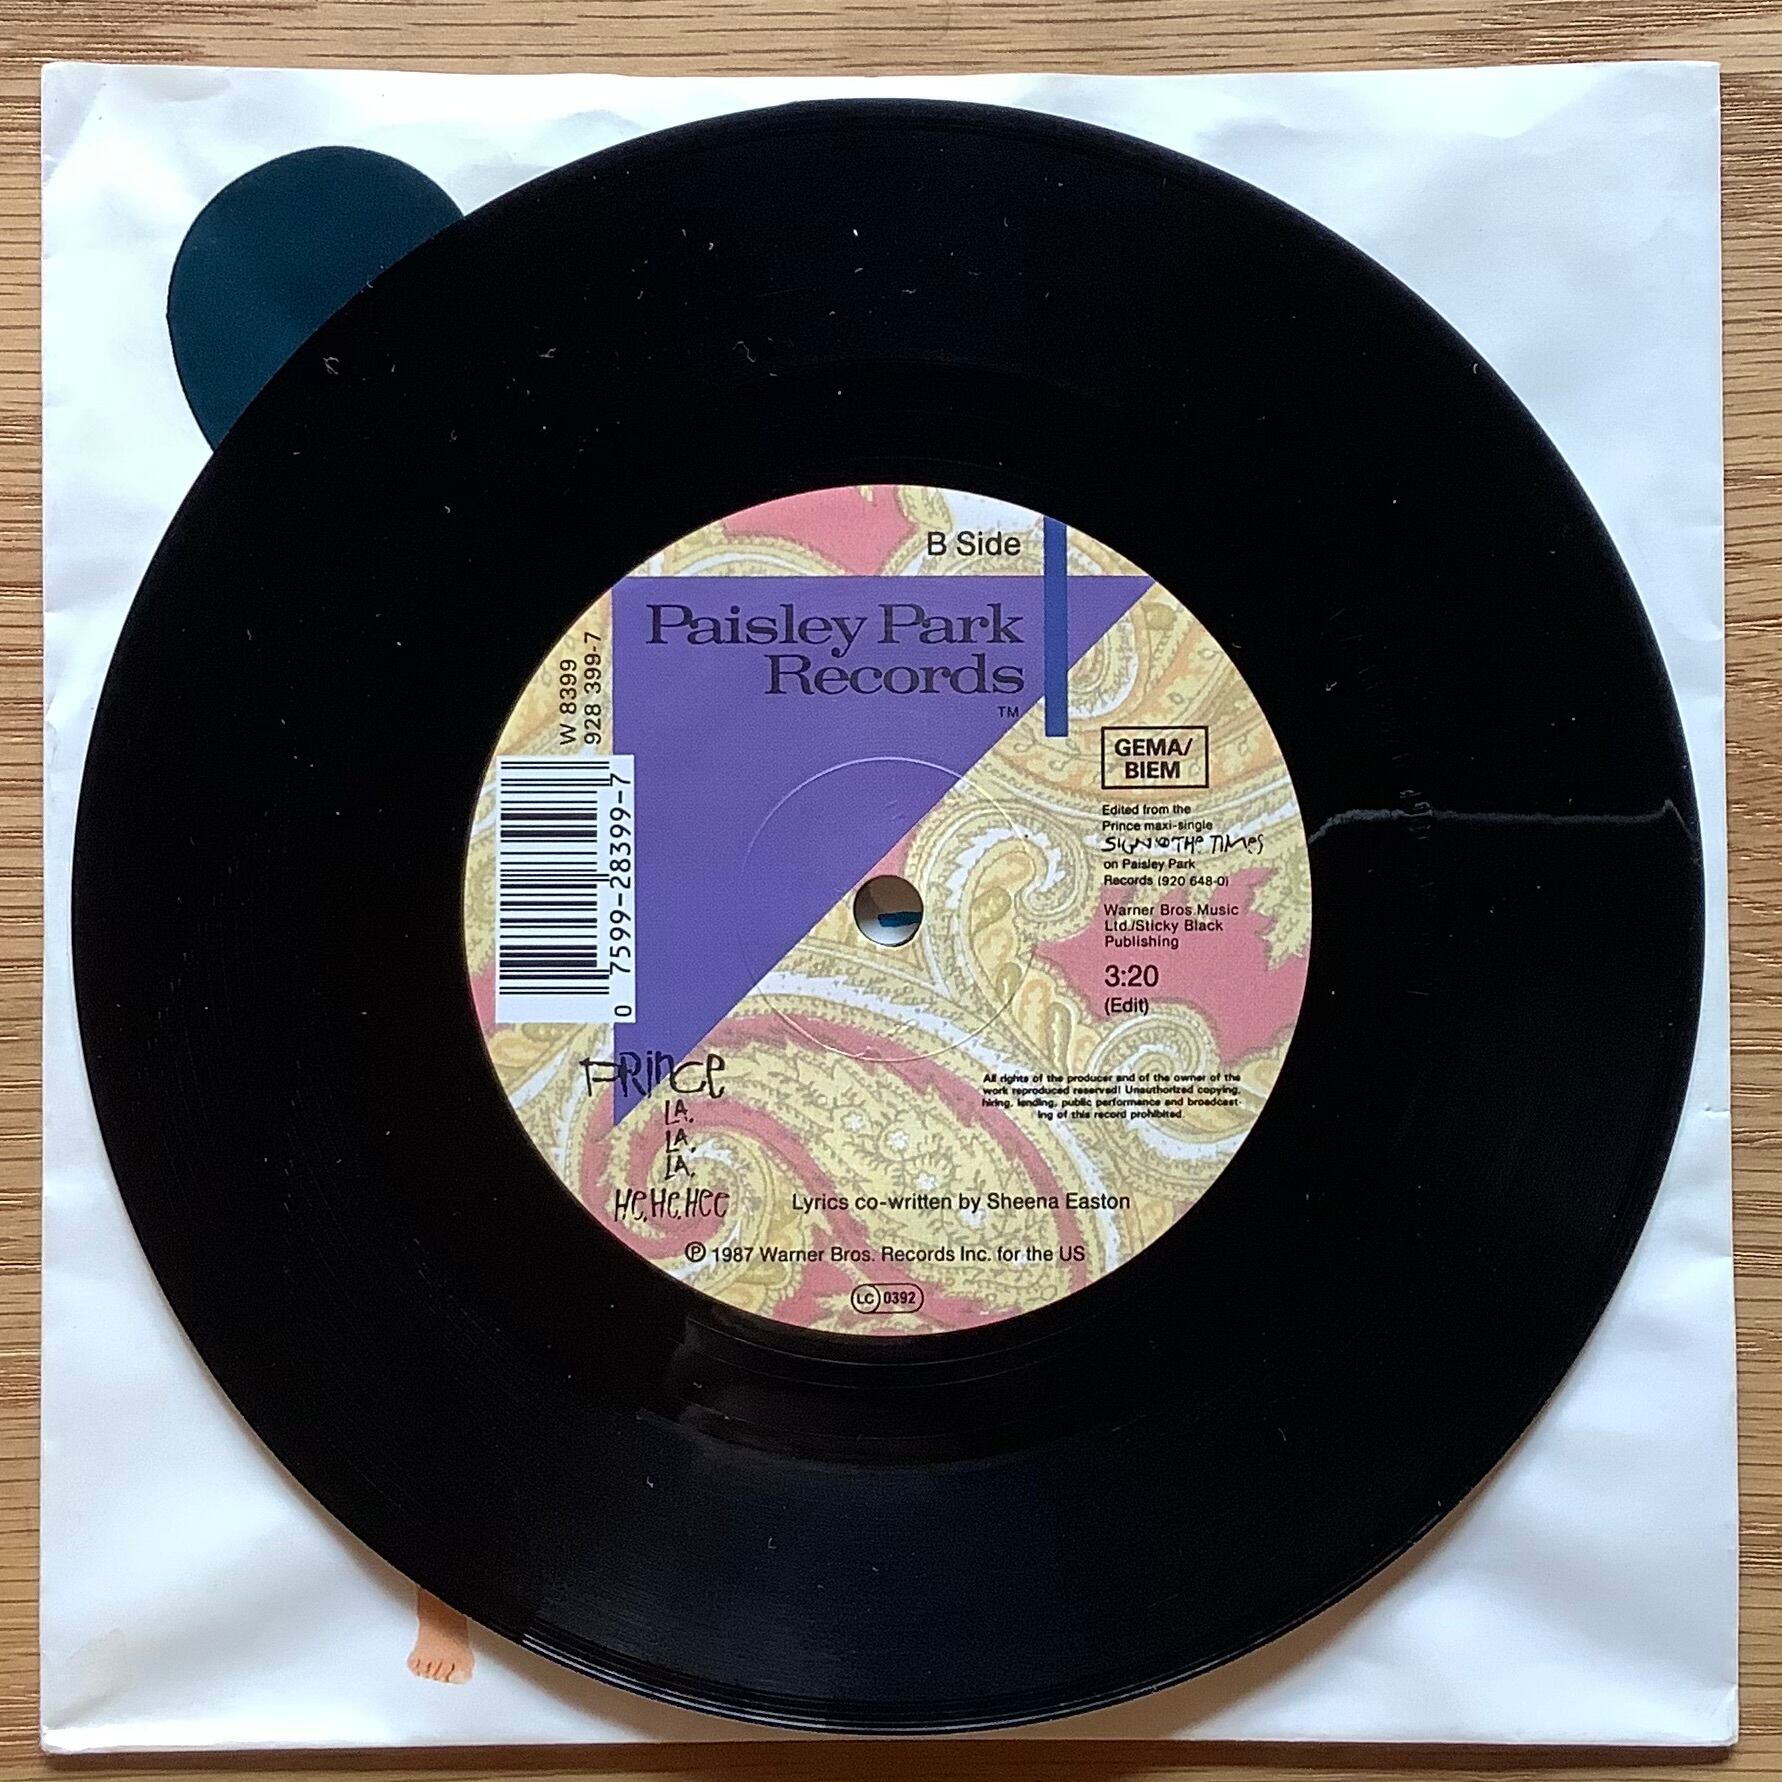 B Side
Paisley Park
Records
TM
W 8399
928 399-7
0 7599-28399-7
GEMA/
BIEM
Edited from the
Prince maxi-single
SIGN O THE TIMES
on Paisley Park
Records (920 648-0)
Warner Bros.Music
Ltd./Sticky Black
Publishing
3:20
(Edit)
PRINCE
LA,
LA,
LA,
He, He, Hee
All rights of the producer and of the owner of the
work reproduced reserved! Unauthorized copying,
hiring, lending, public performance and broadcast-
ing of this record prohibited.
Lyrics co-written by Sheena Easton
℗ 1987 Warner Bros. Records Inc. for the US
LC 0392